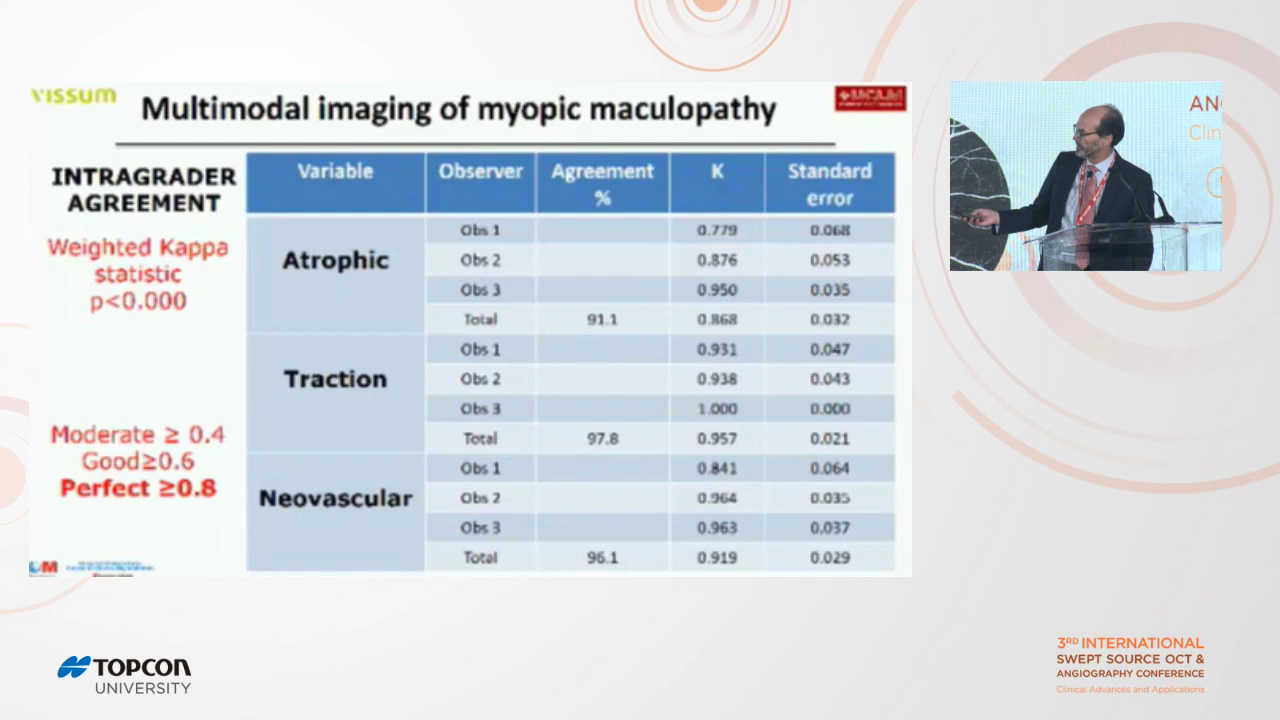 vissum
Multimodal imaging of myopic maculopathy
INTRAGRADER
AGREEMENT
Weighted Kappa
statistic
p<0.000
Moderate ≥ 0.4
Good≥0.6
Perfect ≥0.8
Variable Observer Agreement % K Standard error
Atrophic
Obs 1 0.779 0.068
Obs 2 0.876 0.053
Obs 3 0.950 0.035
Total 91.1 0.868 0.032
Traction
Obs 1 0.931 0.047
Obs 2 0.938 0.043
Obs 3 1.000 0.000
Total 97.8 0.957 0.021
Neovascular
Obs 1 0.841 0.064
Obs 2 0.964 0.035
Obs 3 0.963 0.037
Total 96.1 0.919 0.029
AN
Clin
TOPCON
UNIVERSITY
3RD INTERNATIONAL
SWEPT SOURCE OCT &
ANGIOGRAPHY CONFERENCE
Clinical Advances and Applications